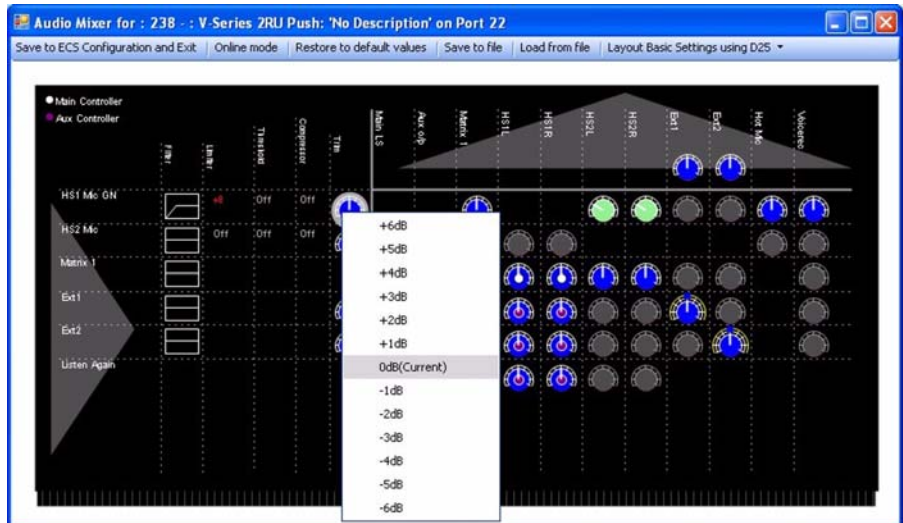 Audio Mixer for : 238 - : V-Series 2RU Push: 'No Description' on Port 22
Save to ECS Configuration and Exit Online mode Restore to default values Save to file Load from file Layout Basic Settings using D25
Main Controller
Aux Controller
Filter
Limiter
Threshold
Compressor
Trim
Main LS
Aux o/p
Matrix 1
HS1L
HS1R
HS2L
HS2R
Ext1
Ext2
Hot Mic
Voicerec
HS1 Mic GN
+8 Off Off
HS2 Mic
Off Off Off
Matrix 1
Ext1
Ext2
Listen Again
+6dB
+5dB
+4dB
+3dB
+2dB
+1dB
0dB(Current)
-1dB
-2dB
-3dB
-4dB
-5dB
-6dB